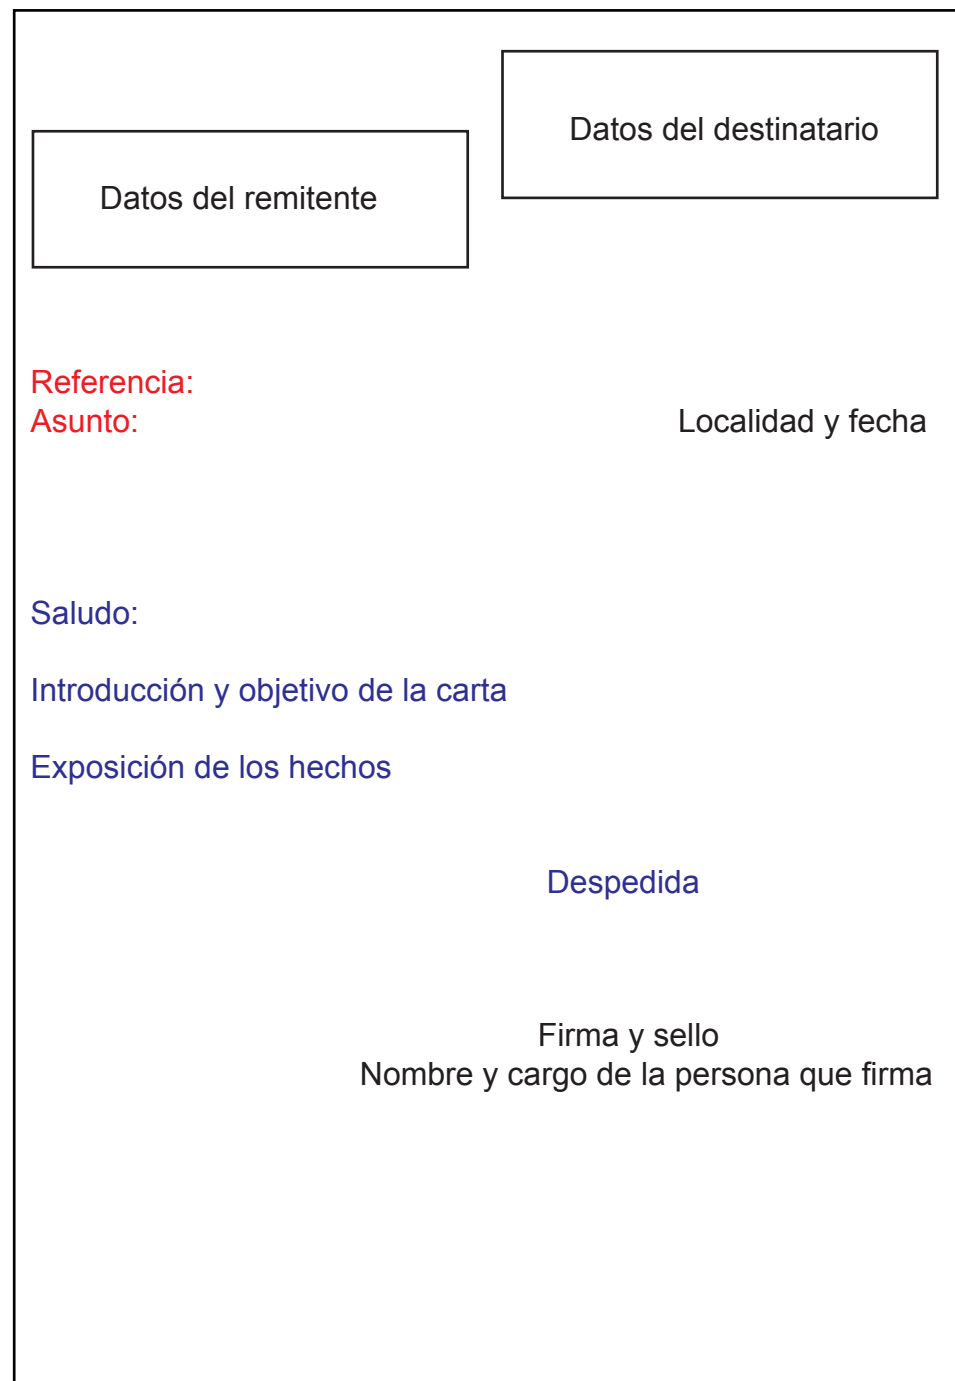 Datos del destinatario
Datos del remitente
Referencia:
Asunto:
Localidad y fecha
Saludo:
Introducción y objetivo de la carta
Exposición de los hechos
Despedida
Firma y sello
Nombre y cargo de la persona que firma